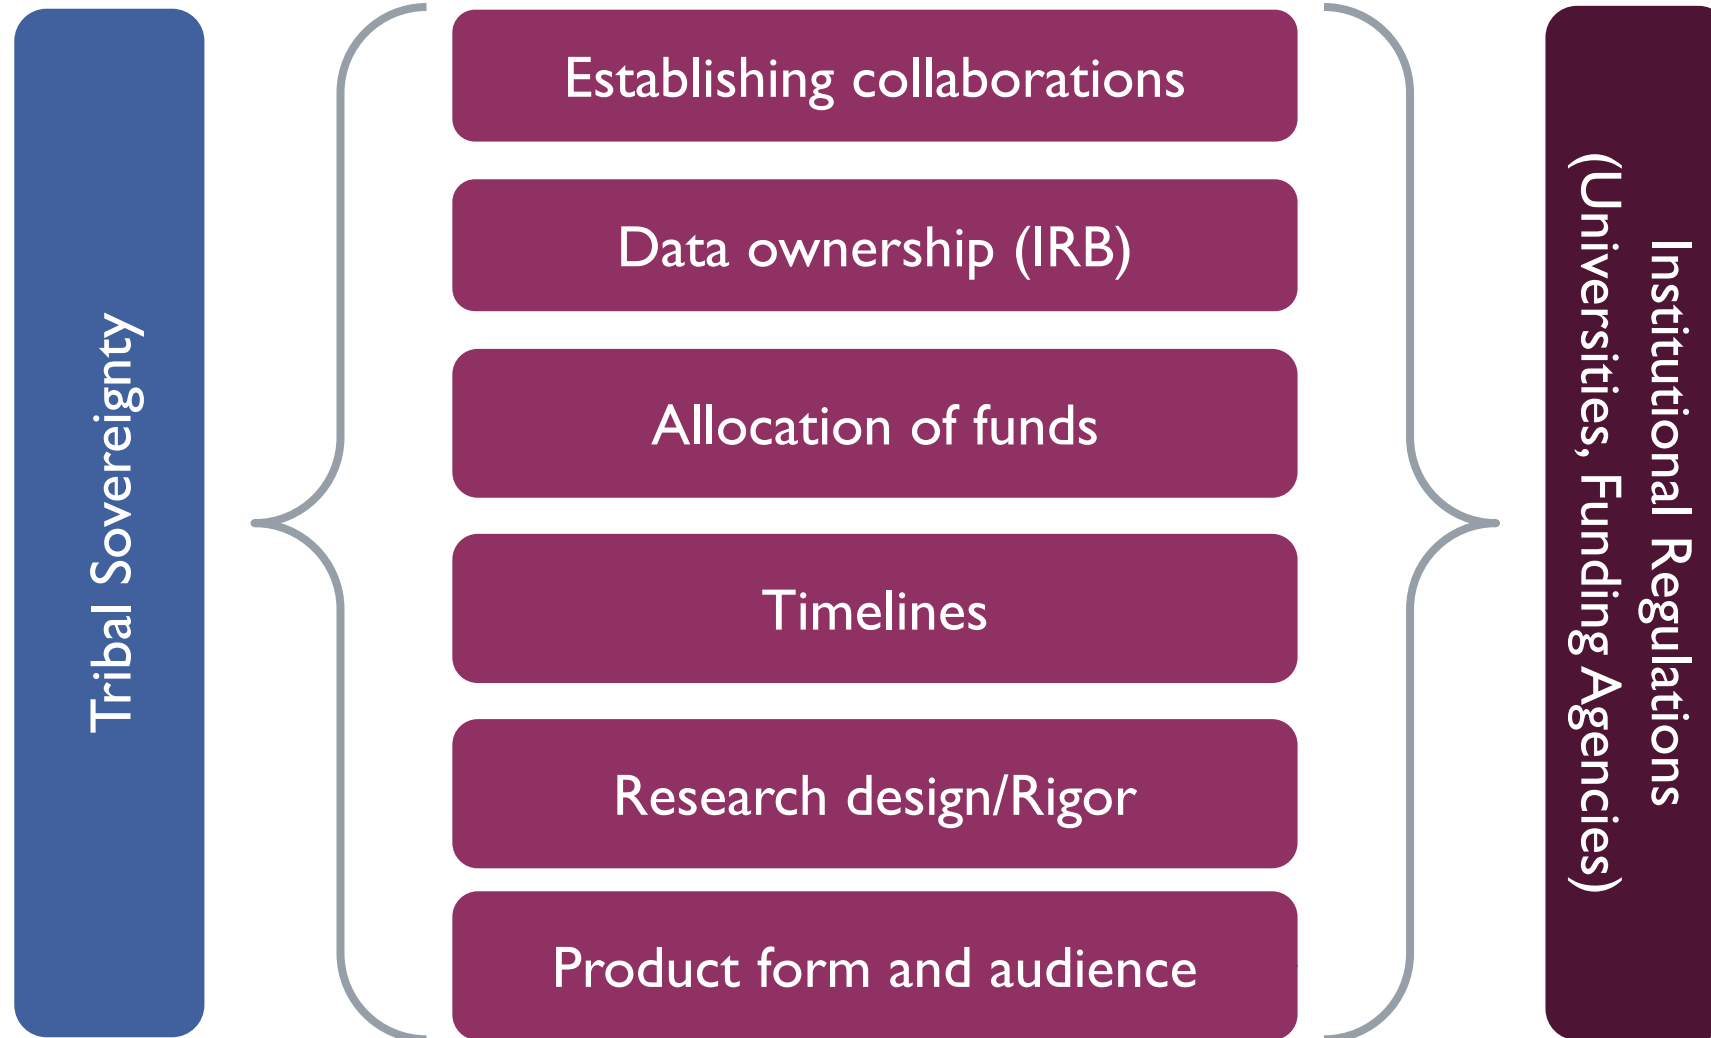 Tribal Sovereignty
Establishing collaborations
Data ownership (IRB)
Allocation of funds
Timelines
Research design/Rigor
Product form and audience
Institutional Regulations
(Universities, Funding Agencies)